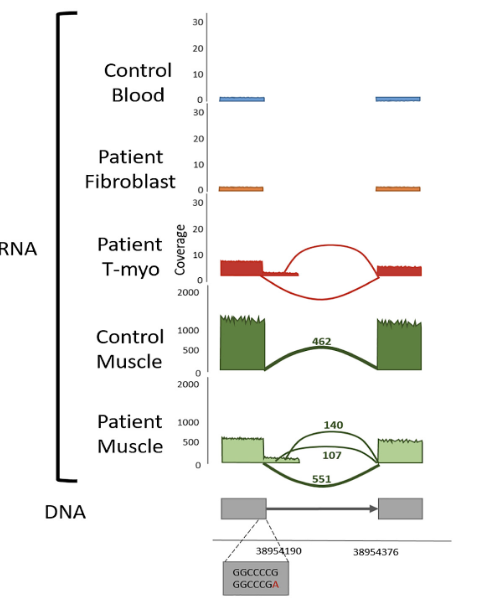 30
20
10
0
Control
Blood
30
20
10
0
Patient
Fibroblast
30
20
10
0
Patient
T-myo
Coverage
RNA
2000
1000
500
0
Control
Muscle
462
2000
1000
500
0
Patient
Muscle
140
107
551
DNA
38954190
38954376
GGCCCCG
GGCCCGA